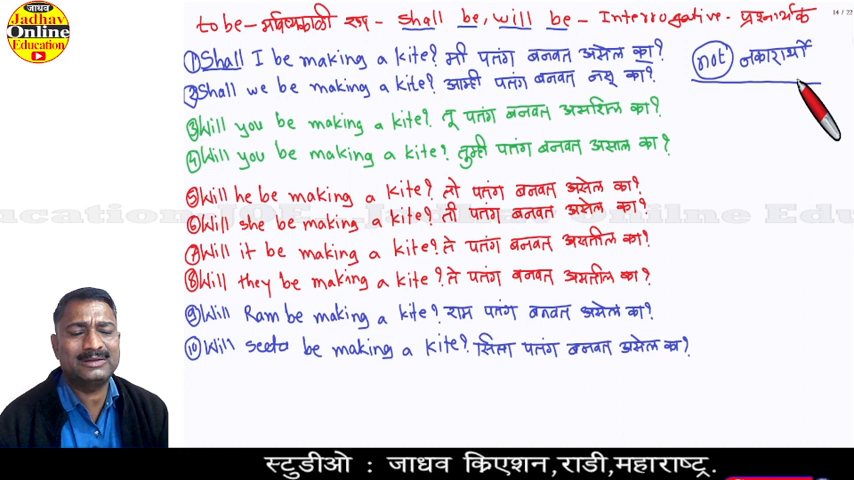 जाधव
Jadhav
Online
Education
to be - भविष्यकाळी रूप - shall be, will be - Interrogative - प्रश्नार्थक
14 / 22
① Shall I be making a kite? मी पतंग बनवत असेल का?
not नकारार्थी
② Shall we be making a kite? आम्ही पतंग बनवत असू का?
③ Will you be making a kite? तू पतंग बनवत असशिल का?
④ Will you be making a kite? तुम्ही पतंग बनवत असाल का?
⑤ Will he be making a kite? तो पतंग बनवत असेल का?
⑥ Will she be making a kite? ती पतंग बनवत असेल का?
⑦ Will it be making a kite? ते पतंग बनवत असतील का?
⑧ Will they be making a kite? ते पतंग बनवत असतील का?
⑨ Will Ram be making a kite? राम पतंग बनवत असेल का?
⑩ Will seeta be making a kite? सिता पतंग बनवत असेल का?
स्टुडीओ : जाधव क्रिएशन,राडी,महाराष्ट्र.